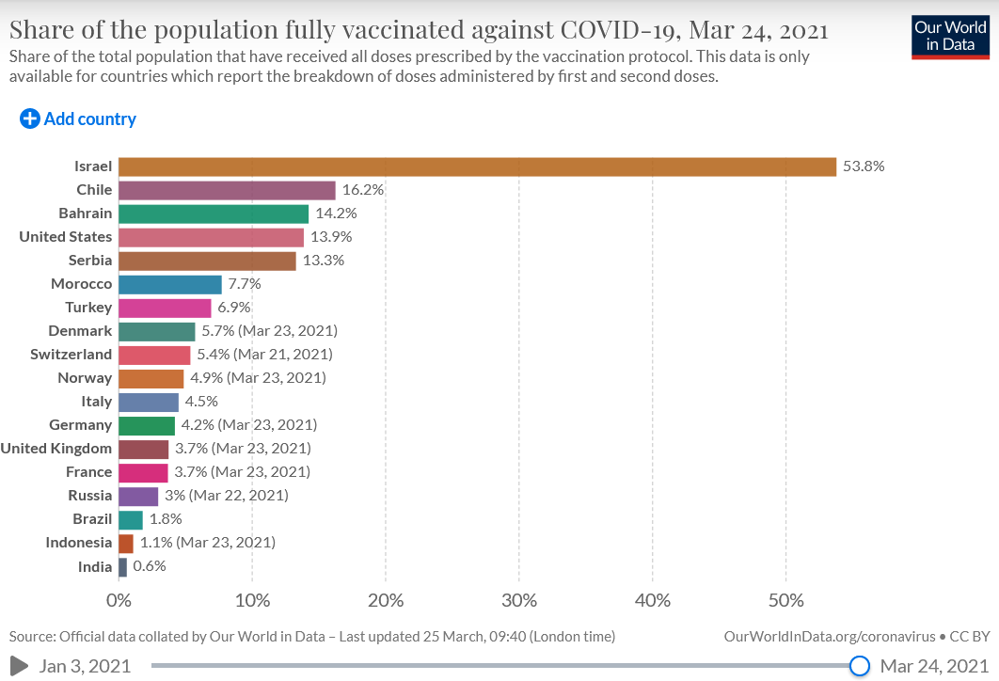 Share of the population fully vaccinated against COVID-19, Mar 24, 2021
Our World
in Data
Share of the total population that have received all doses prescribed by the vaccination protocol. This data is only
available for countries which report the breakdown of doses administered by first and second doses.
Add country
Israel 53.8%
Chile 16.2%
Bahrain 14.2%
United States 13.9%
Serbia 13.3%
Morocco 7.7%
Turkey 6.9%
Denmark 5.7% (Mar 23, 2021)
Switzerland 5.4% (Mar 21, 2021)
Norway 4.9% (Mar 23, 2021)
Italy 4.5%
Germany 4.2% (Mar 23, 2021)
United Kingdom 3.7% (Mar 23, 2021)
France 3.7% (Mar 23, 2021)
Russia 3% (Mar 22, 2021)
Brazil 1.8%
Indonesia 1.1% (Mar 23, 2021)
India 0.6%
0% 10% 20% 30% 40% 50%
Source: Official data collated by Our World in Data – Last updated 25 March, 09:40 (London time)
OurWorldInData.org/coronavirus • CC BY
Jan 3, 2021
Mar 24, 2021